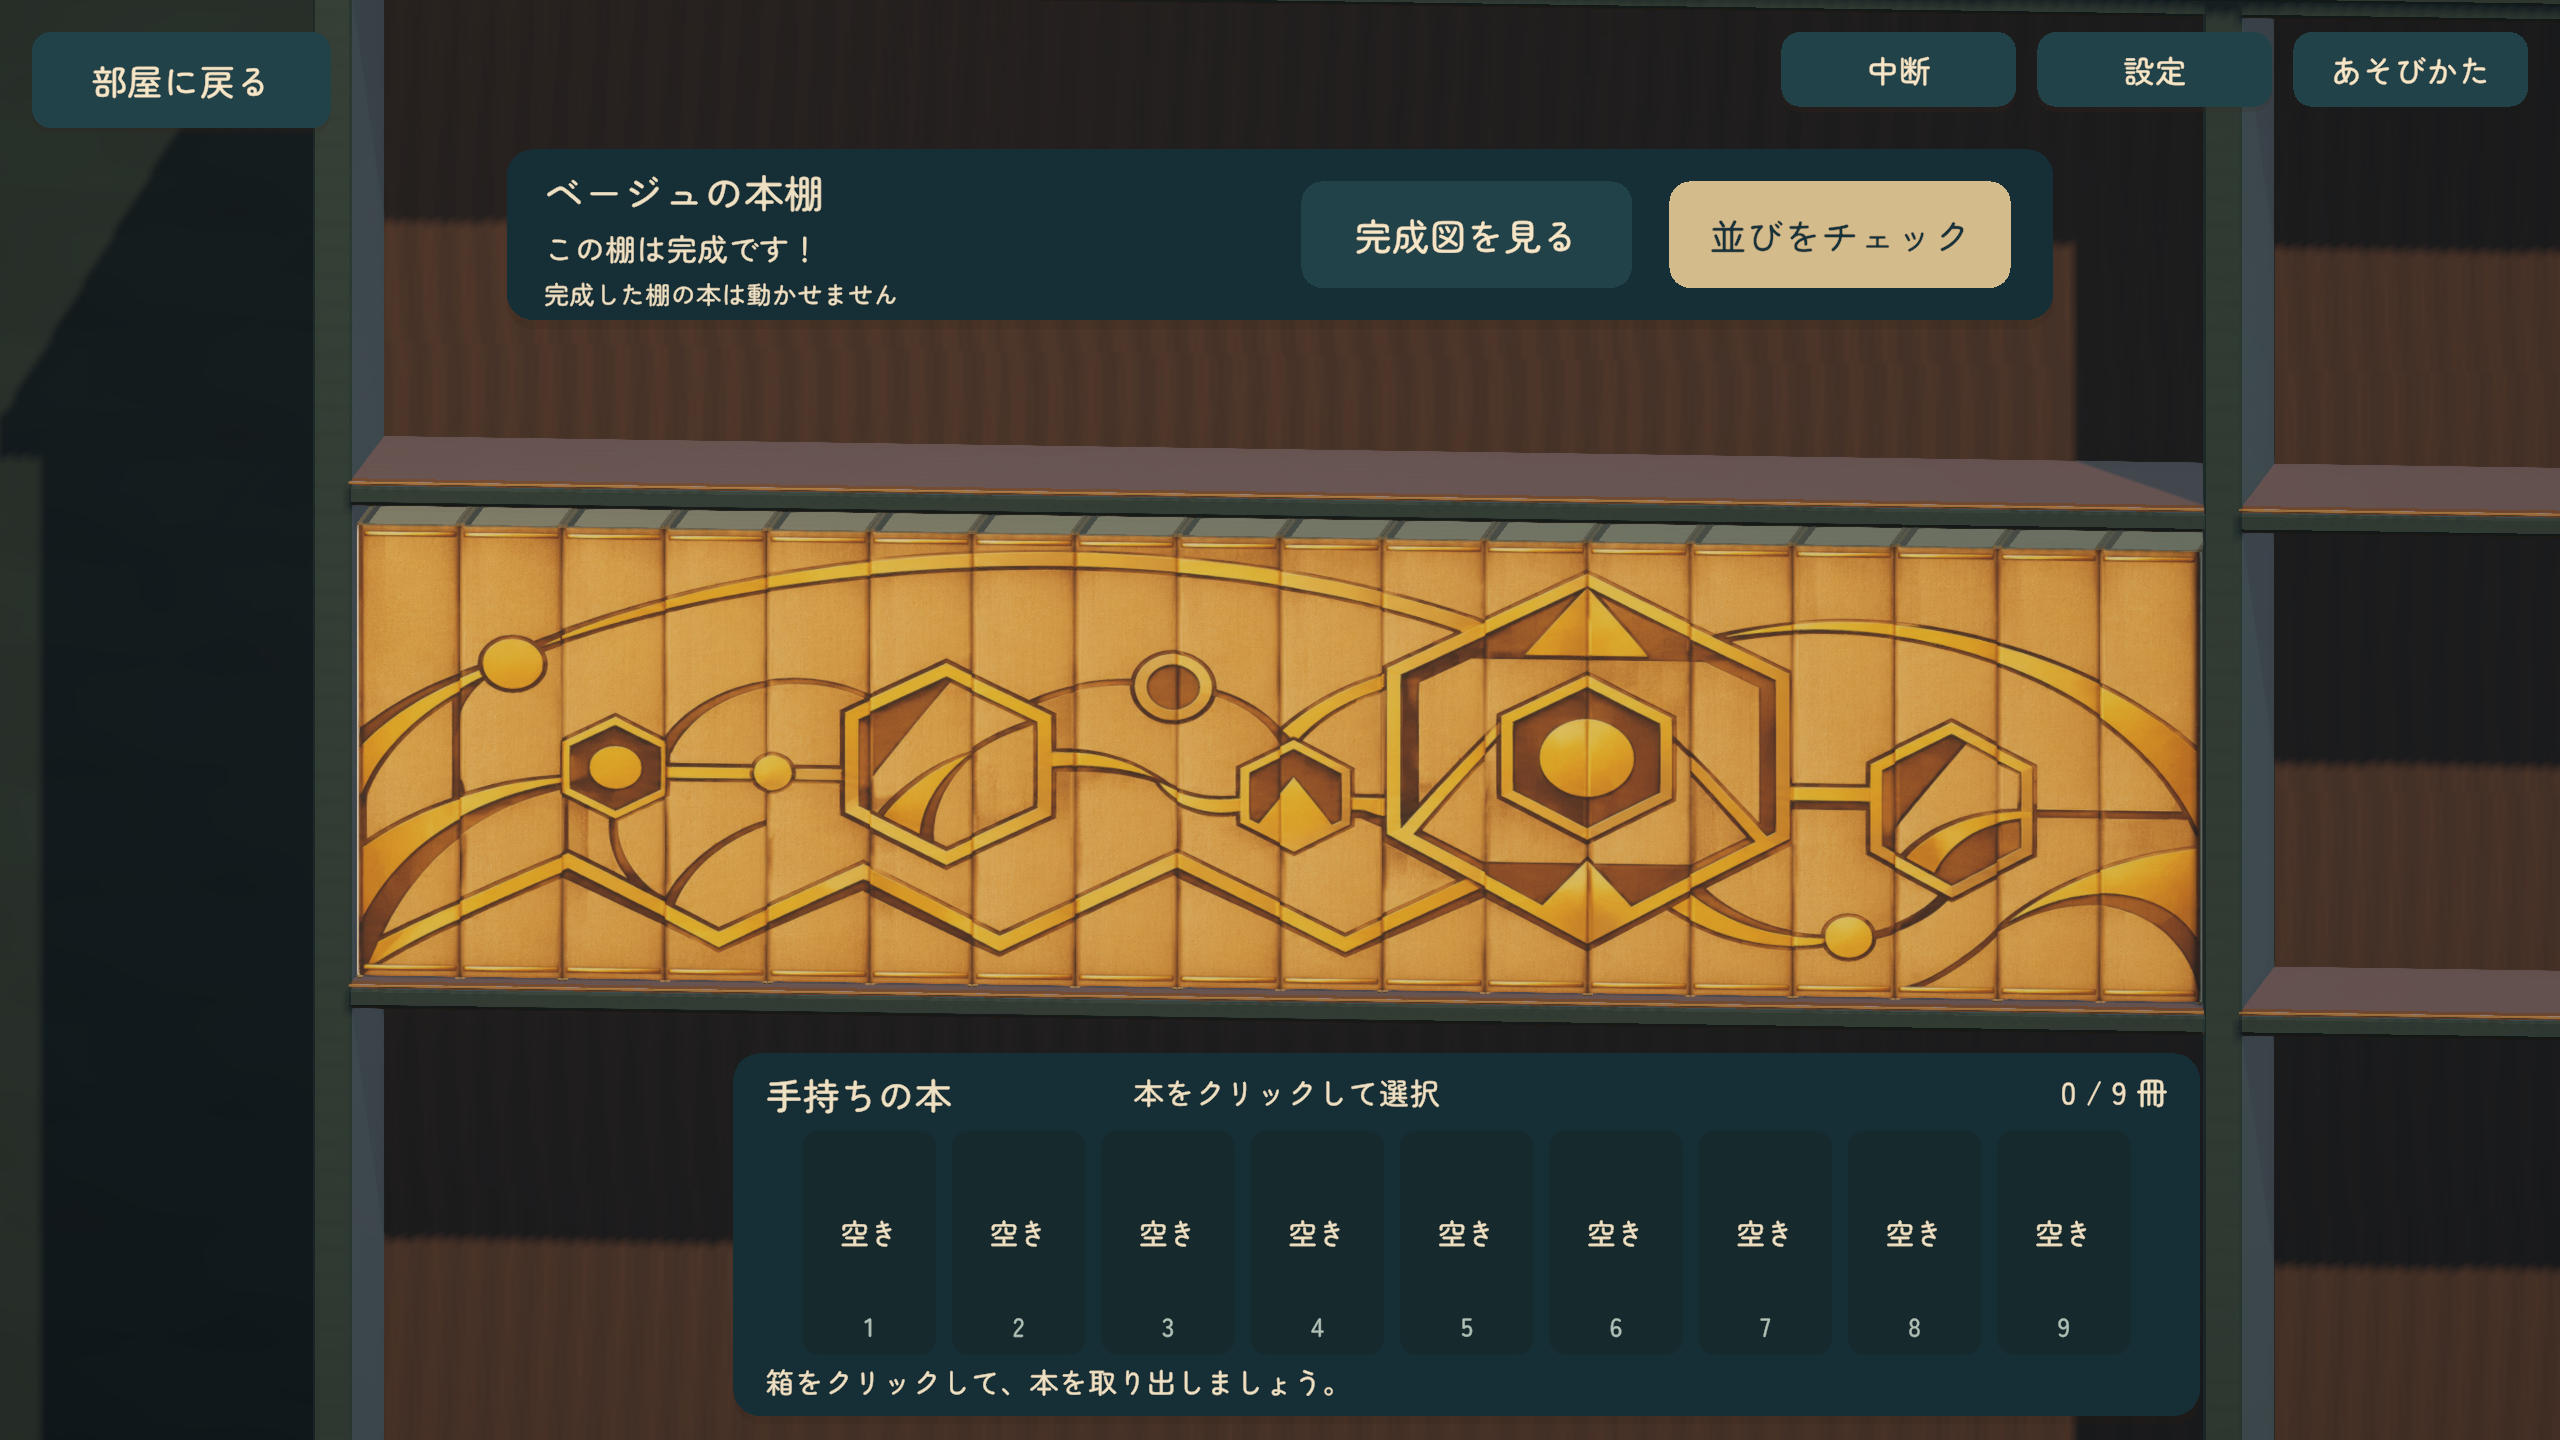 部屋に戻る
中断
設定
あそびかた
ベージュの本棚
この棚は完成です！
完成した棚の本は動かせません
完成図を見る
並びをチェック
手持ちの本
本をクリックして選択
0 / 9 冊
空き
空き
空き
空き
空き
空き
空き
空き
空き
1
2
3
4
5
6
7
8
9
箱をクリックして、本を取り出しましょう。